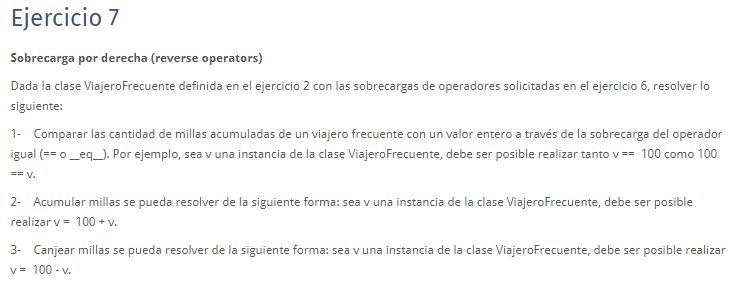 Ejercicio 7
Sobrecarga por derecha (reverse operators)
Dada la clase ViajeroFrecuente definida en el ejercicio 2 con las sobrecargas de operadores solicitadas en el ejercicio 6, resolver lo
siguiente:
1- Comparar las cantidad de millas acumuladas de un viajero frecuente con un valor entero a través de la sobrecarga del operador
igual (== o __eq__). Por ejemplo, sea v una instancia de la clase ViajeroFrecuente, debe ser posible realizar tanto v == 100 como 100
== v.
2- Acumular millas se pueda resolver de la siguiente forma: sea v una instancia de la clase ViajeroFrecuente, debe ser posible
realizar v = 100 + v.
3- Canjear millas se pueda resolver de la siguiente forma: sea v una instancia de la clase ViajeroFrecuente, debe ser posible realizar
v = 100 - v.